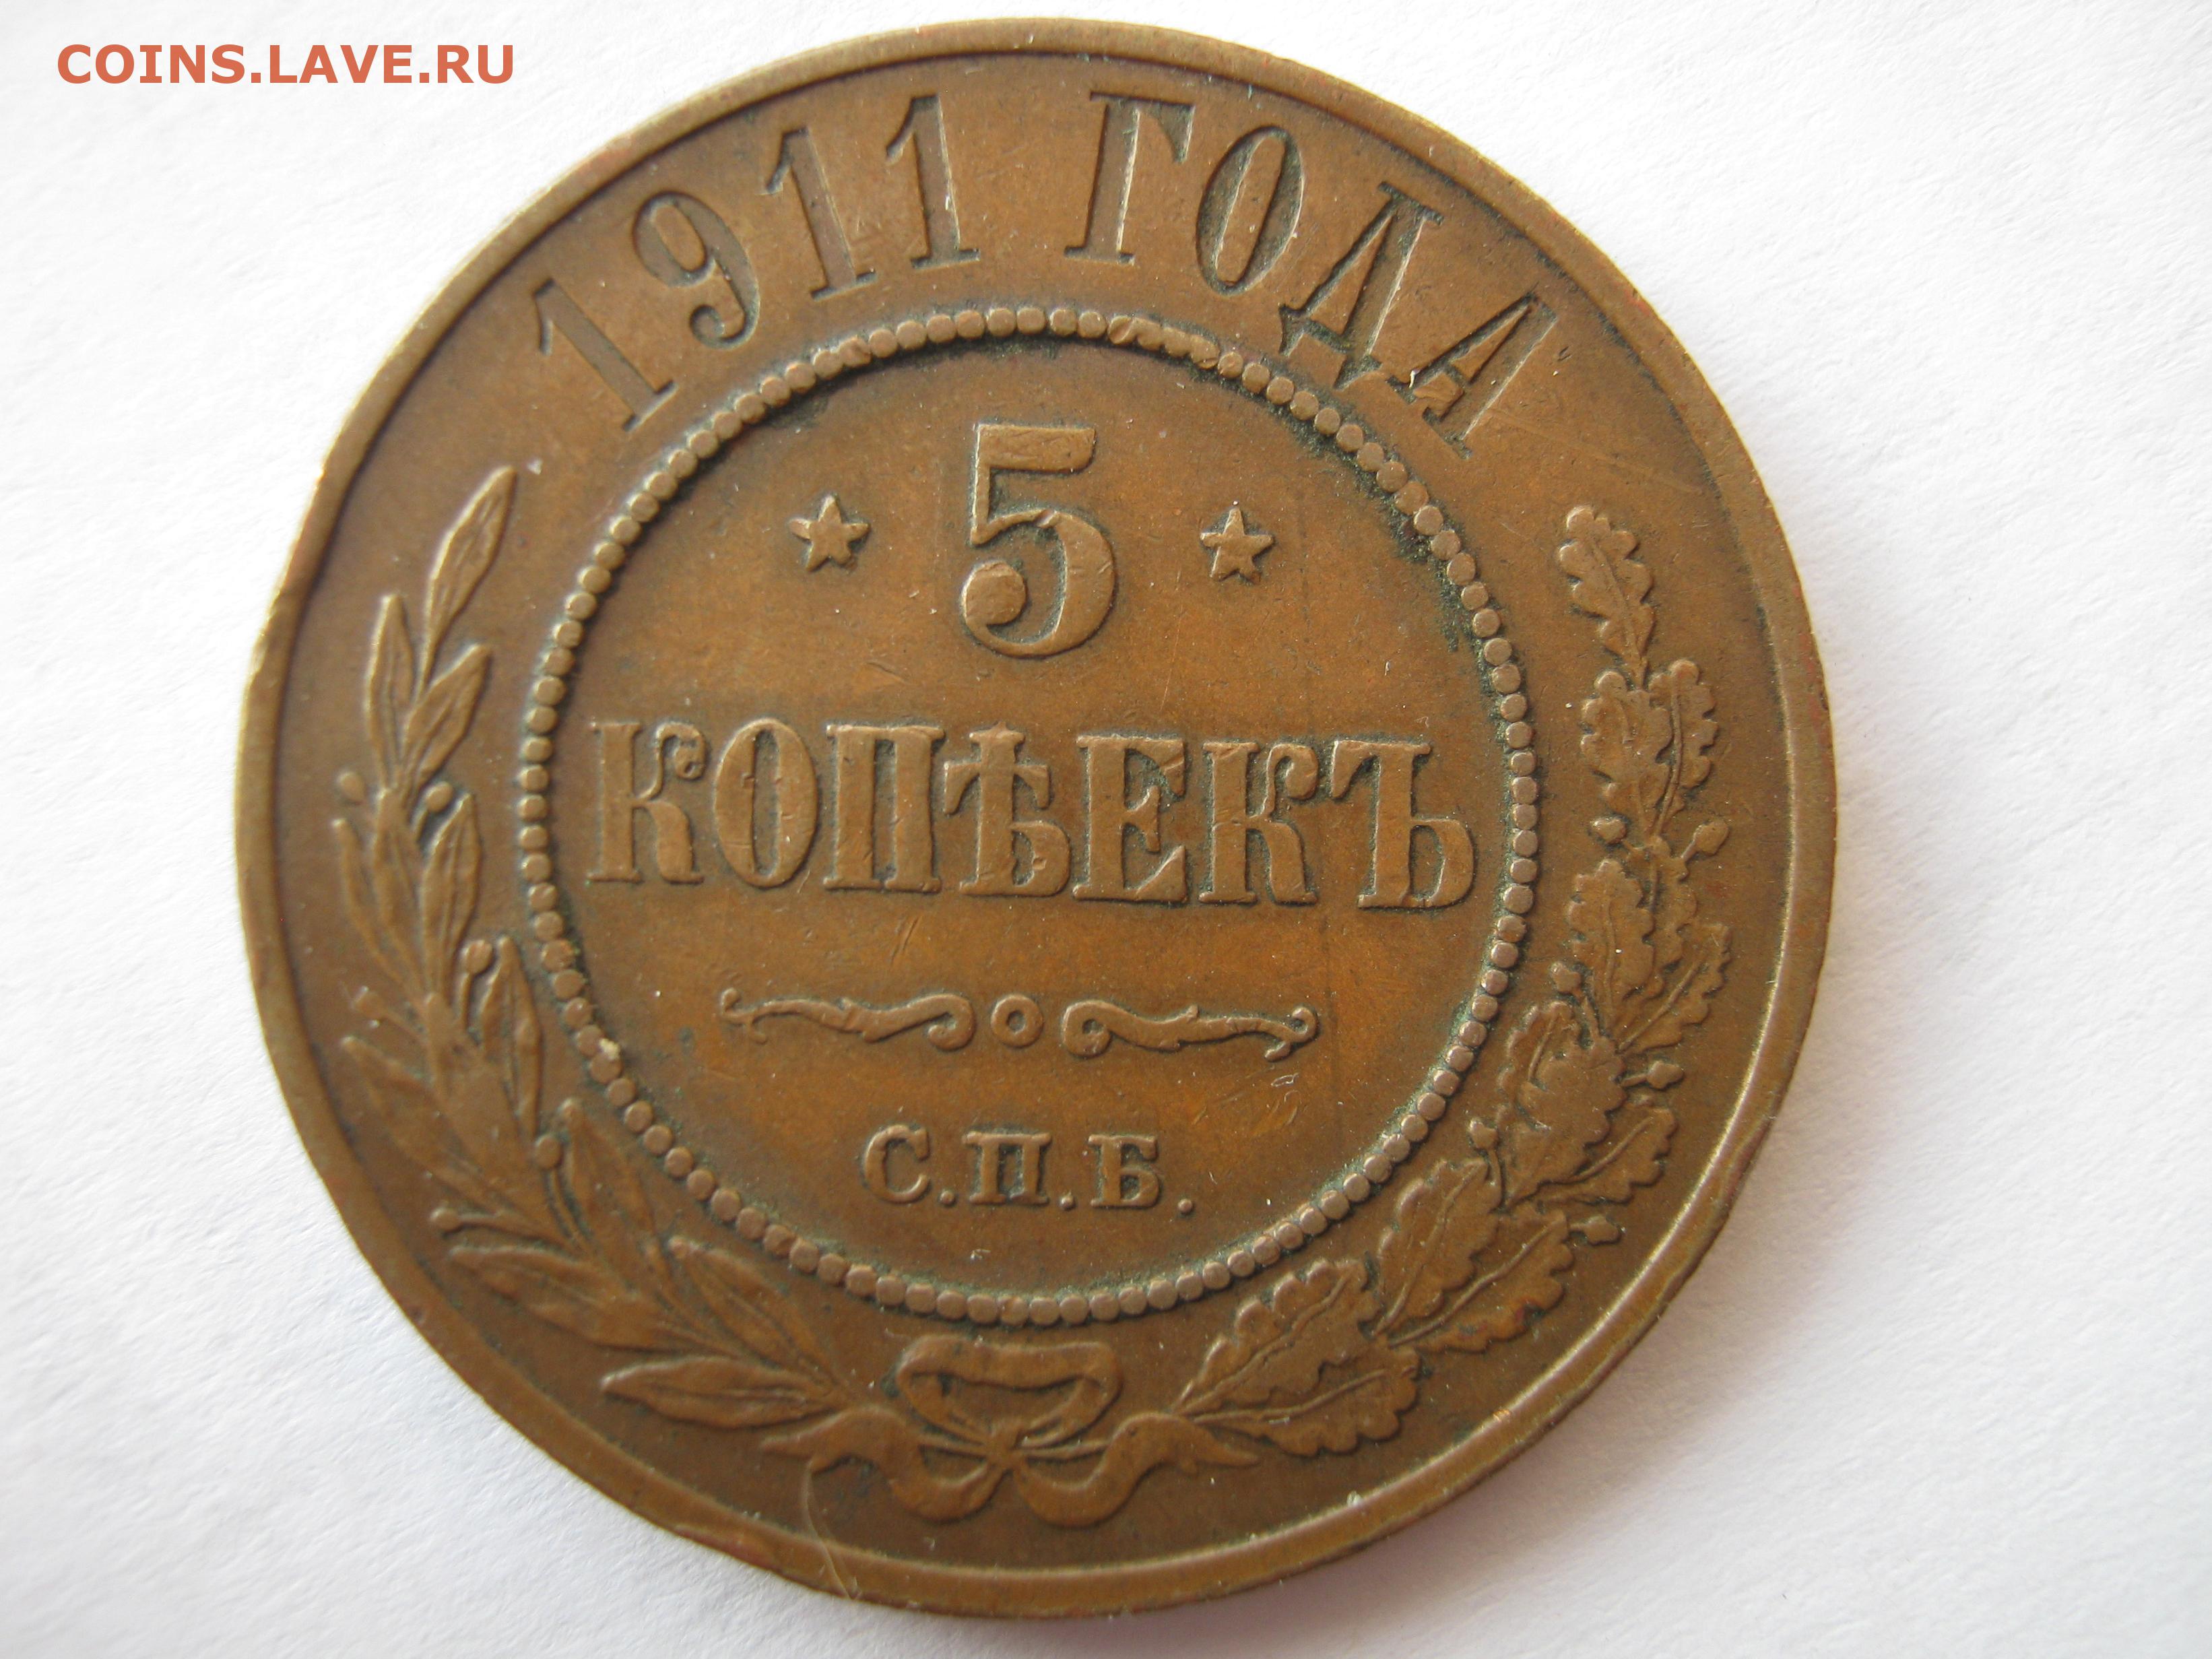 COINS.LAVE.RU
1911 ГОДА
5
КОПѢЕКЪ
С.П.Б.